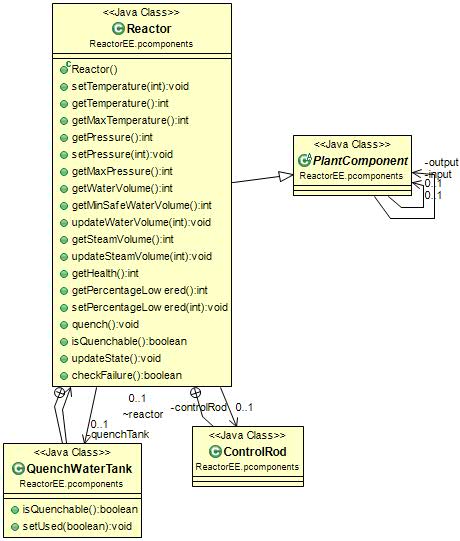 <<Java Class>>
Reactor
ReactorEE.pcomponents
Reactor()
setTemperature(int):void
getTemperature():int
getMaxTemperature():int
getPressure():int
setPressure(int):void
getMaxPressure():int
getWaterVolume():int
getMinSafeWaterVolume():int
updateWaterVolume(int):void
getSteamVolume():int
updateSteamVolume(int):void
getHealth():int
getPercentageLow ered():int
setPercentageLow ered(int):void
quench():void
isQuenchable():boolean
updateState():void
checkFailure():boolean
<<Java Class>>
PlantComponent
ReactorEE.pcomponents
-output
-input
0..1
0..1
0..1
~reactor
-controlRod
0..1
0..1
-quenchTank
<<Java Class>>
QuenchWaterTank
ReactorEE.pcomponents
isQuenchable():boolean
setUsed(boolean):void
<<Java Class>>
ControlRod
ReactorEE.pcomponents